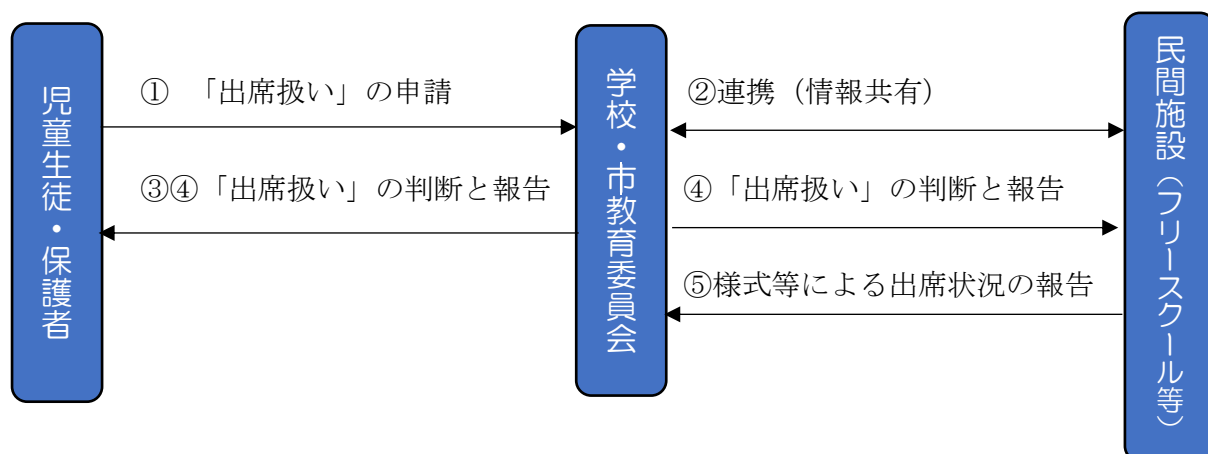 児童生徒・保護者
① 「出席扱い」の申請
③④「出席扱い」の判断と報告
学校・市教育委員会
②連携（情報共有）
④「出席扱い」の判断と報告
⑤様式等による出席状況の報告
民間施設（フリースクール等）